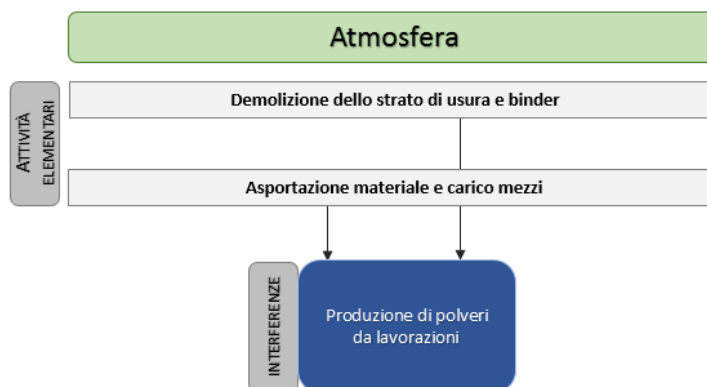 Atmosfera
ATTIVITÀ
ELEMENTARI
Demolizione dello strato di usura e binder
Asportazione materiale e carico mezzi
INTERFERENZE
Produzione di polveri
da lavorazioni